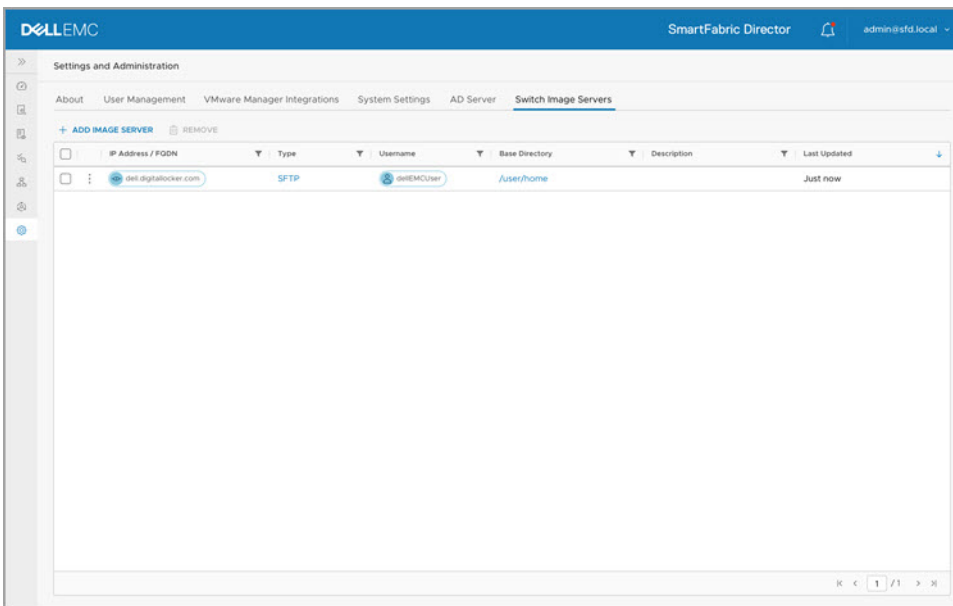 DELLEMC SmartFabric Director admin@sfd.local
Settings and Administration
About User Management VMware Manager Integrations System Settings AD Server Switch Image Servers
+ ADD IMAGE SERVER REMOVE
IP Address / FQDN Type Username Base Directory Description Last Updated
dell.digitallocker.com SFTP dellEMCUser /user/home Just now
1 / 1